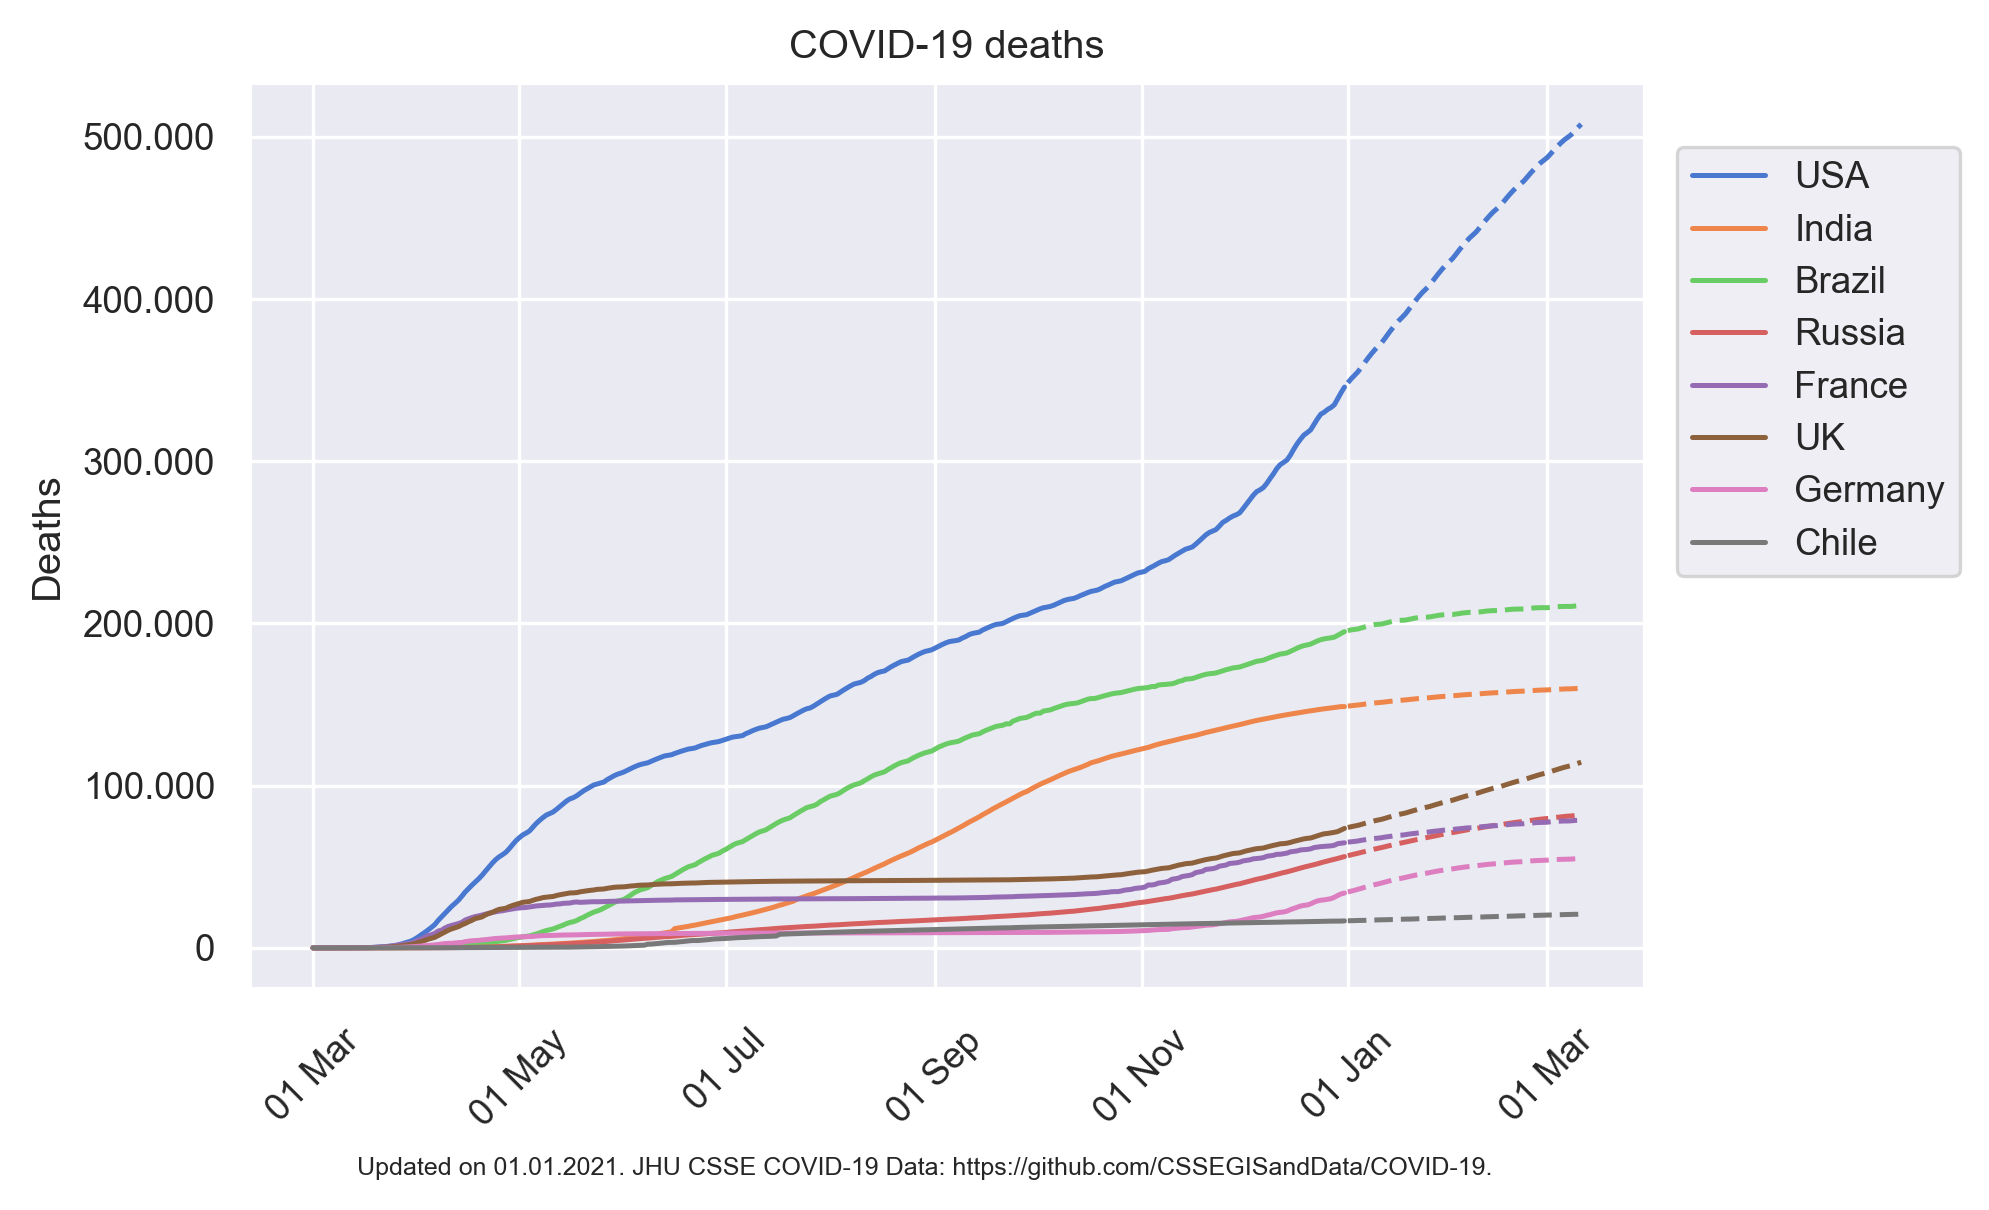 COVID-19 deaths
500.000
400.000
300.000
200.000
100.000
0
Deaths
USA
India
Brazil
Russia
France
UK
Germany
Chile
01 Mar
01 May
01 Jul
01 Sep
01 Nov
01 Jan
01 Mar
Updated on 01.01.2021. JHU CSSE COVID-19 Data: https://github.com/CSSEGISandData/COVID-19.